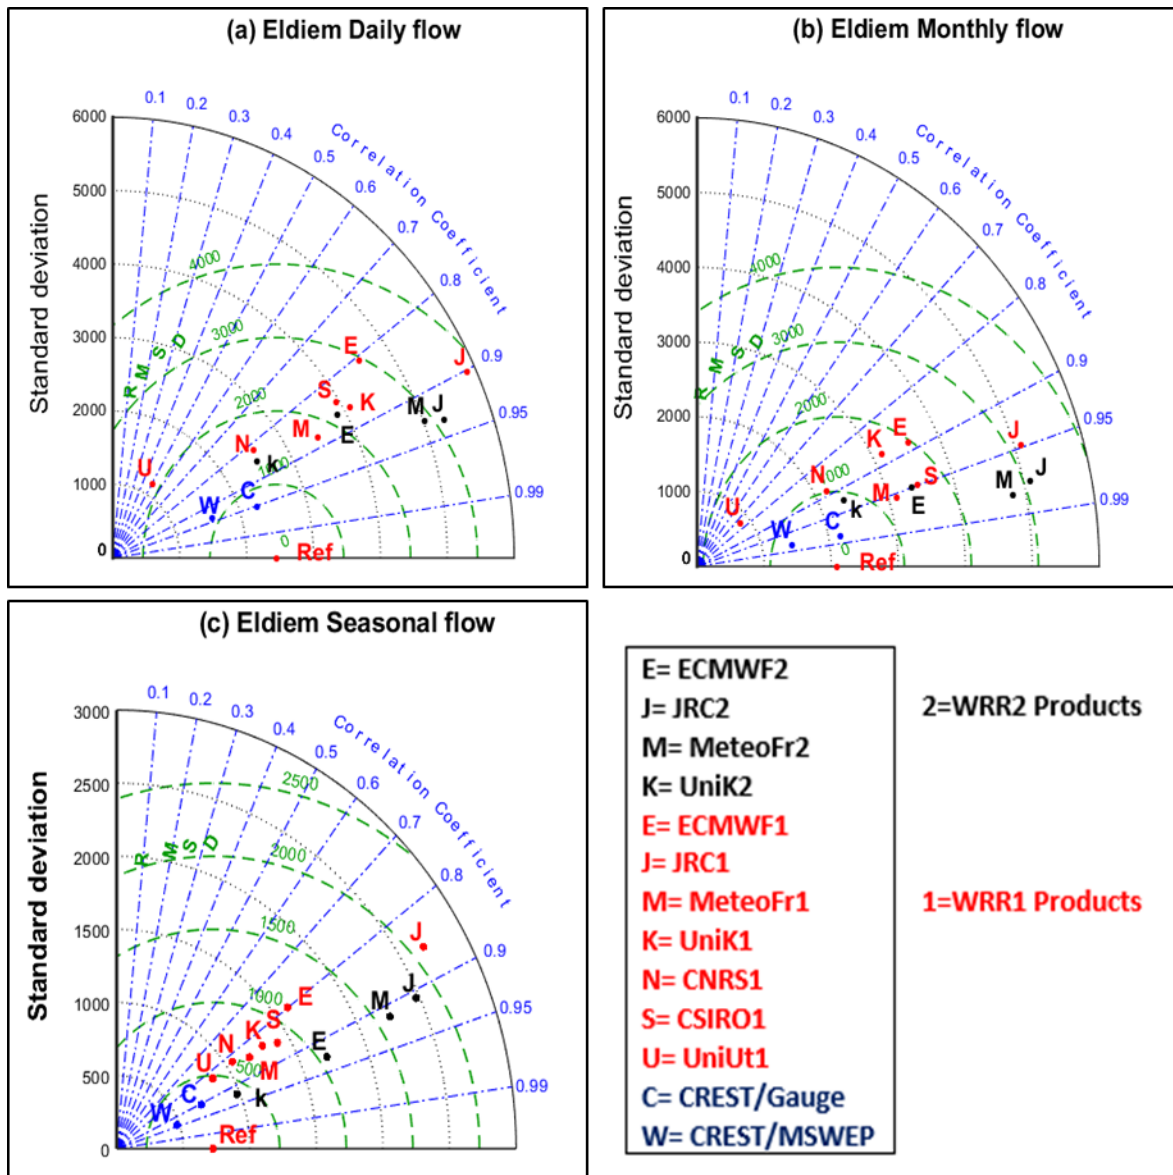 (a) Eldiem Daily flow
Standard deviation
6000
5000
4000
3000
2000
1000
0
0.1
0.2
0.3
0.4
0.5
0.6
0.7
0.8
0.9
0.95
0.99
Correlation Coefficient
4000
3000
2000
1000
0
RMSD
E
J
S
K
M
J
M
E
N
k
U
C
W
Ref
(b) Eldiem Monthly flow
Standard deviation
6000
5000
4000
3000
2000
1000
0
0.1
0.2
0.3
0.4
0.5
0.6
0.7
0.8
0.9
0.95
0.99
Correlation Coefficient
4000
3000
2000
1000
0
RMSD
K
E
J
N
M
S
J
M
E
k
U
W
C
Ref
(c) Eldiem Seasonal flow
Standard deviation
3000
2500
2000
1500
1000
500
0
0.1
0.2
0.3
0.4
0.5
0.6
0.7
0.8
0.9
0.95
0.99
Correlation Coefficient
2500
2000
1500
1000
500
RMSD
J
J
M
E
S
E
K
N
M
U
k
C
W
Ref
E= ECMWF2
J= JRC2
M= MeteoFr2
K= UniK2
E= ECMWF1
J= JRC1
M= MeteoFr1
K= UniK1
N= CNRS1
S= CSIRO1
U= UniUt1
C= CREST/Gauge
W= CREST/MSWEP
2=WRR2 Products
1=WRR1 Products